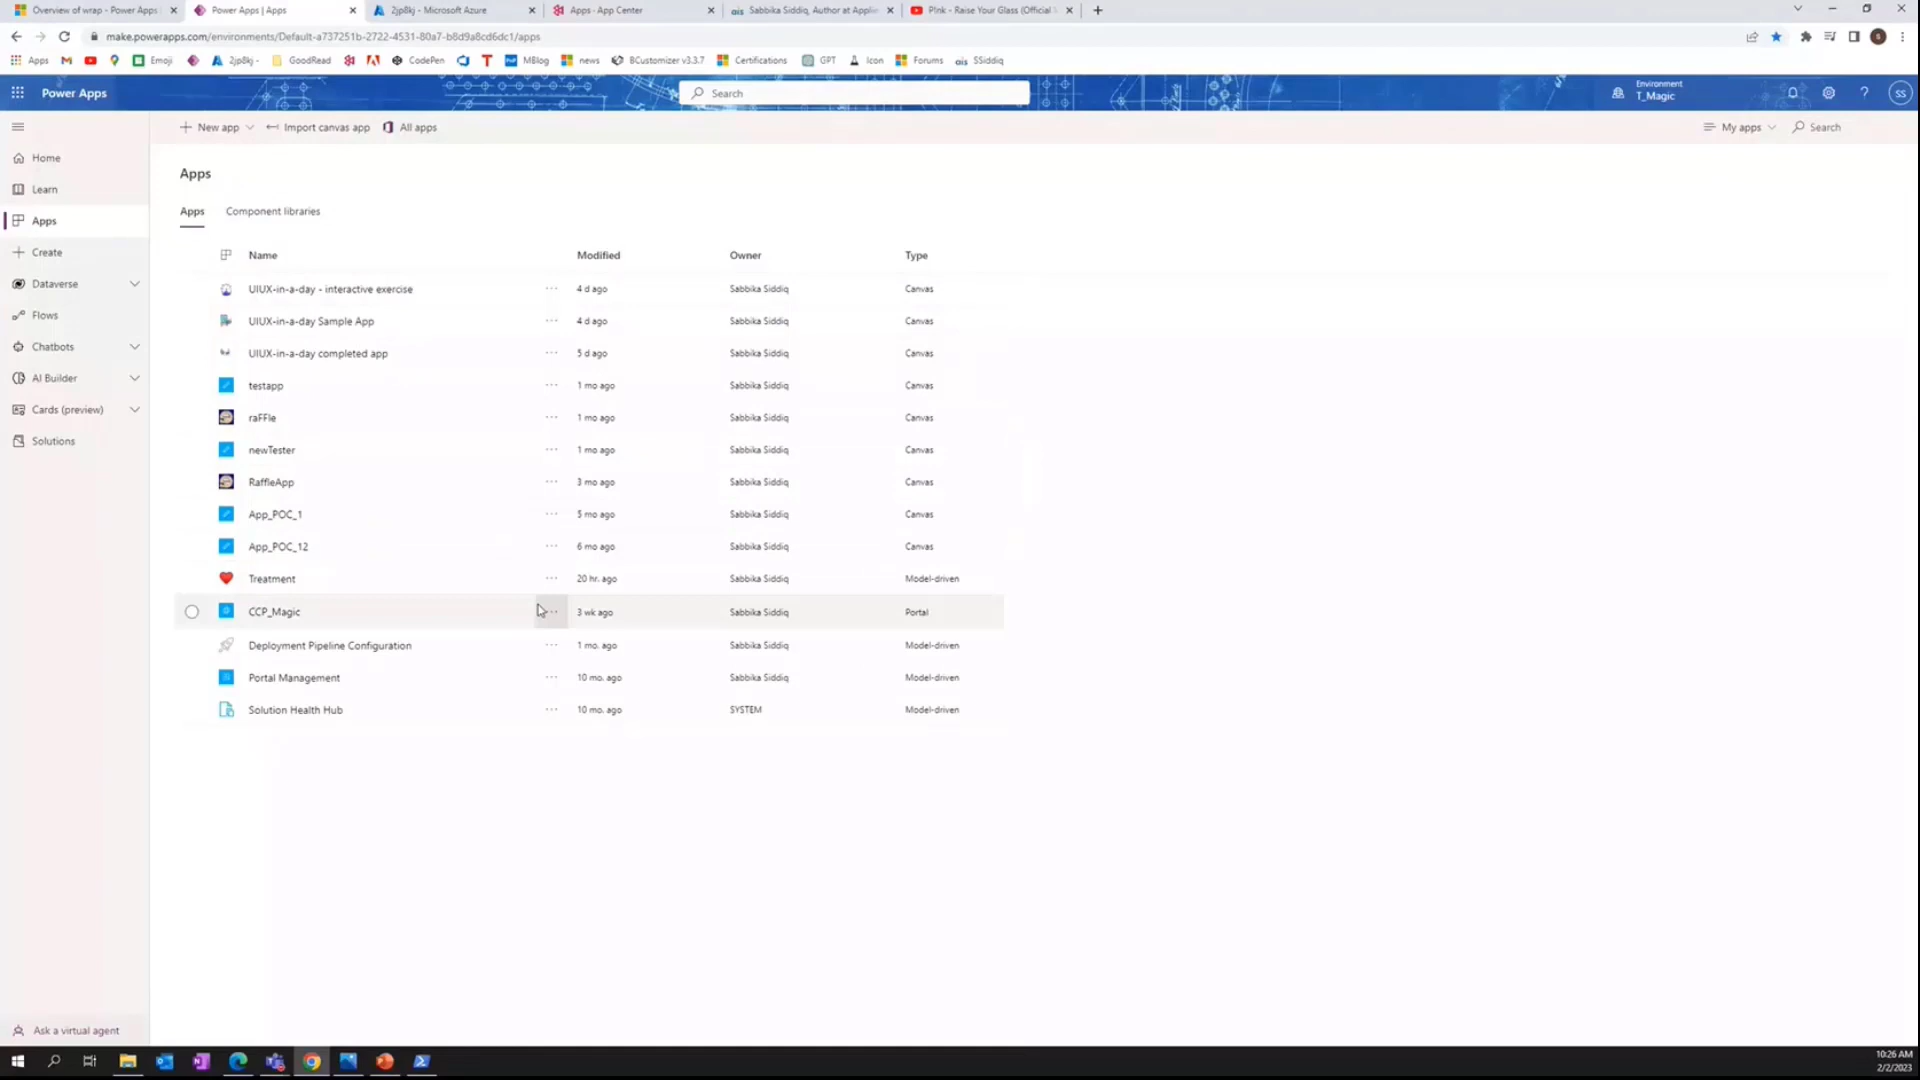 Overview of wrap - Power Apps
Power Apps | Apps
2jp8kj - Microsoft Azure
Apps · App Center
Sabbika Siddiq, Author at Applie
P!nk - Raise Your Glass (Official
make.powerapps.com/environments/Default-a737251b-2722-4531-80a7-b8d9a8cd6dc1/apps
Apps
Emoji
2jp8kj -
GoodRead
CodePen
MBlog
news
BCustomizer v3.3.7
Certifications
GPT
Icon
Forums
SSiddiq
Power Apps
Search
Environment
T_Magic
SS
New app
Import canvas app
All apps
My apps
Search
Home
Learn
Apps
Create
Dataverse
Flows
Chatbots
AI Builder
Cards (preview)
Solutions
Ask a virtual agent
Apps
Apps Component libraries
Name Modified Owner Type
UIUX-in-a-day - interactive exercise 4 d ago Sabbika Siddiq Canvas
UIUX-in-a-day Sample App 4 d ago Sabbika Siddiq Canvas
UIUX-in-a-day completed app 5 d ago Sabbika Siddiq Canvas
testapp 1 mo ago Sabbika Siddiq Canvas
raFFle 1 mo ago Sabbika Siddiq Canvas
newTester 1 mo ago Sabbika Siddiq Canvas
RaffleApp 3 mo ago Sabbika Siddiq Canvas
App_POC_1 5 mo ago Sabbika Siddiq Canvas
App_POC_12 6 mo ago Sabbika Siddiq Canvas
Treatment 20 hr. ago Sabbika Siddiq Model-driven
CCP_Magic 3 wk ago Sabbika Siddiq Portal
Deployment Pipeline Configuration 1 mo. ago Sabbika Siddiq Model-driven
Portal Management 10 mo. ago Sabbika Siddiq Model-driven
Solution Health Hub 10 mo. ago SYSTEM Model-driven
10:26 AM
2/2/2023